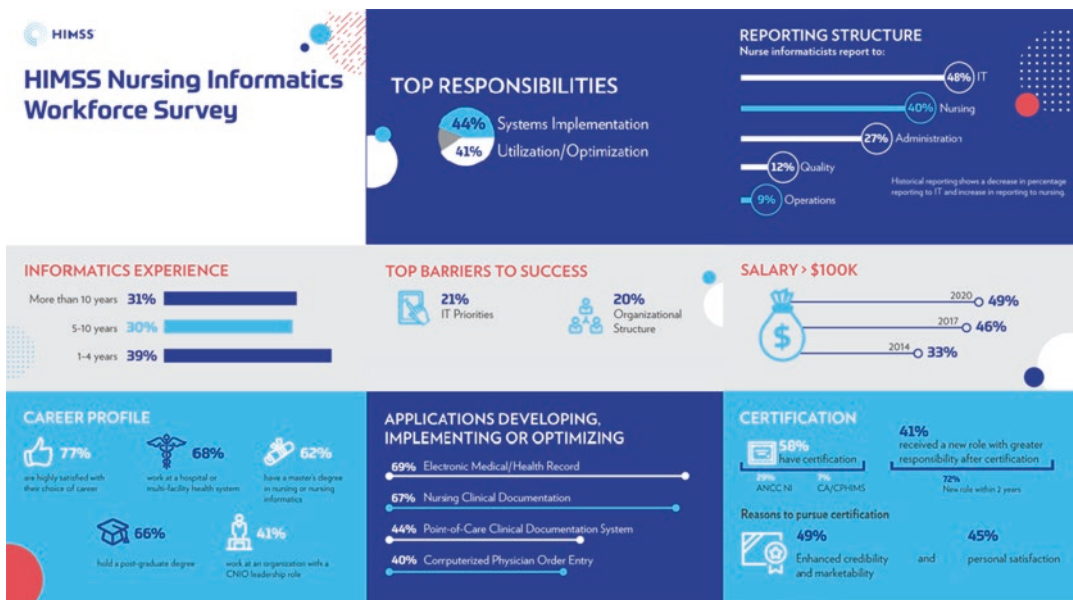 HIMSS
HIMSS Nursing Informatics
Workforce Survey
TOP RESPONSIBILITIES
44% Systems Implementation
41% Utilization/Optimization
REPORTING STRUCTURE
Nurse informaticists report to:
48% IT
40% Nursing
27% Administration
12% Quality
9% Operations
Historical reporting shows a decrease in percentage
reporting to IT and increase in reporting to nursing.
INFORMATICS EXPERIENCE
More than 10 years 31%
5-10 years 30%
1-4 years 39%
TOP BARRIERS TO SUCCESS
21%
IT Priorities
20%
Organizational
Structure
SALARY > $100K
$
2020 49%
2017 46%
2014 33%
CAREER PROFILE
77%
are highly satisfied with
their choice of career
68%
work at a hospital or
multi-facility health system
62%
have a master's degree
in nursing or nursing
informatics
66%
hold a post-graduate degree
41%
work at an organization with a
CNIO leadership role
APPLICATIONS DEVELOPING,
IMPLEMENTING OR OPTIMIZING
69% Electronic Medical/Health Record
67% Nursing Clinical Documentation
44% Point-of-Care Clinical Documentation System
40% Computerized Physician Order Entry
CERTIFICATION
58%
have certification
ANCC NI
CA/CPHIMS
41%
received a new role with greater
responsibility after certification
72%
New role within 2 years
Reasons to pursue certification
49%
Enhanced credibility
and marketability
and
45%
personal satisfaction